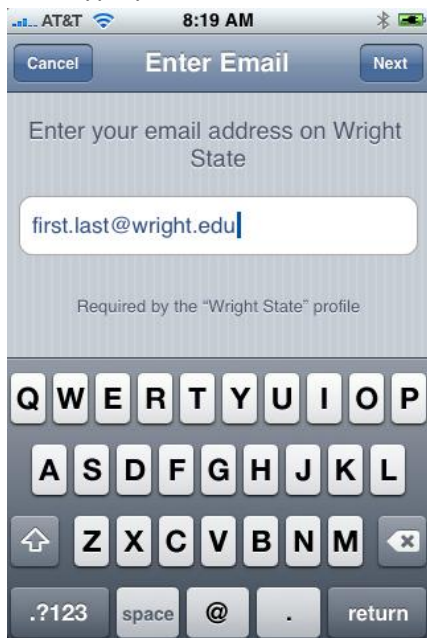 AT&T 8:19 AM
Cancel Enter Email Next
Enter your email address on Wright
State
first.last@wright.edu
Required by the “Wright State” profile
Q W E R T Y U I O P
A S D F G H J K L
Z X C V B N M
.?123 space @ . return